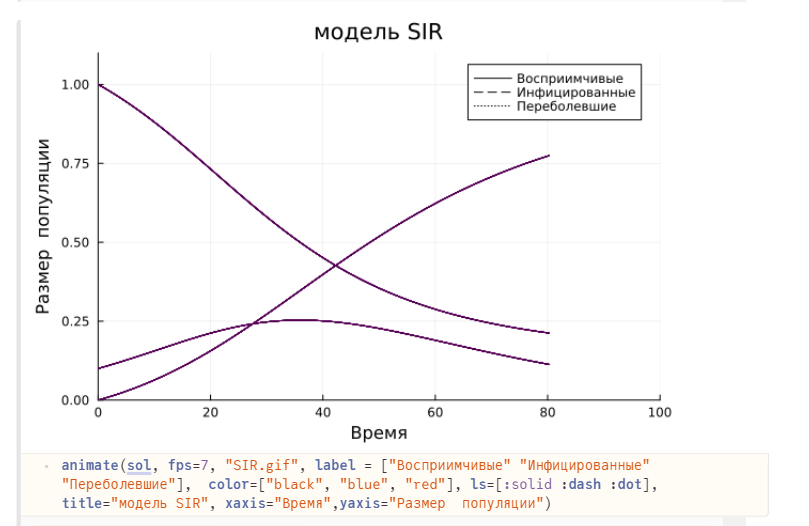 модель SIR
Размер популяции
1.00
0.75
0.50
0.25
0.00
Восприимчивые
Инфицированные
Переболевшие
0 20 40 60 80 100
Время
animate(sol, fps=7, "SIR.gif", label = ["Восприимчивые" "Инфицированные"
"Переболевшие"], color=["black", "blue", "red"], ls=[:solid :dash :dot],
title="модель SIR", xaxis="Время",yaxis="Размер  популяции")